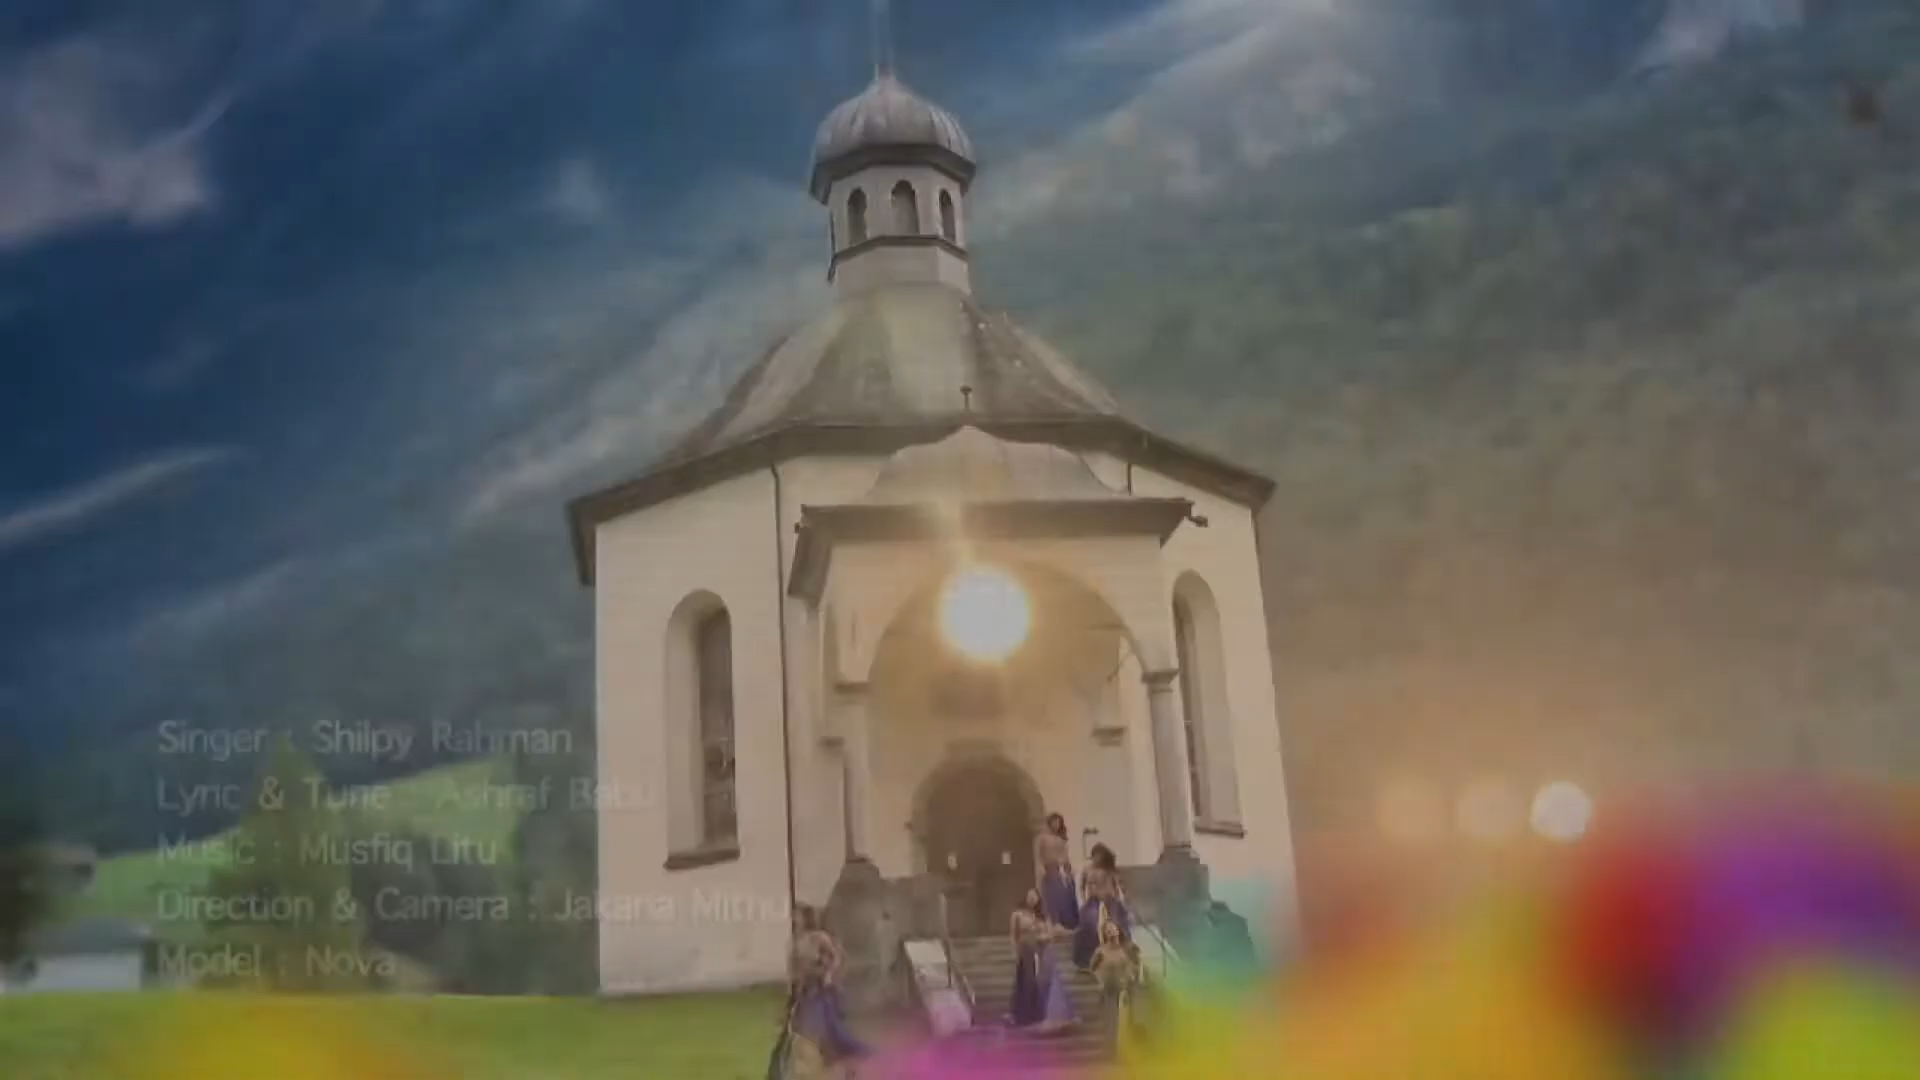 Singer : Shilpy Rahman
Lyric & Tune : Ashraf Babu
Music : Musfiq Litu
Direction & Camera : Jakaria Mithu
Model : Nova